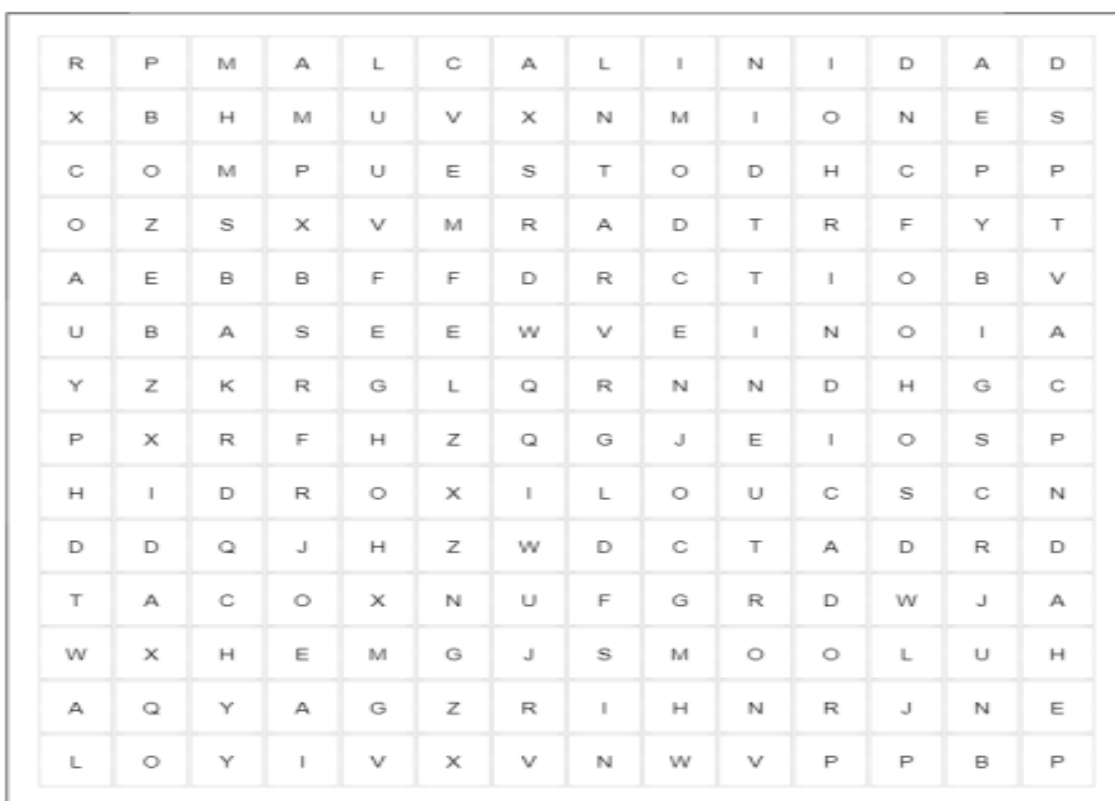 R P M A L C A L I N I D A D
X B H M U V X N M I O N E S
C O M P U E S T O D H C P P
O Z S X V M R A D T R F Y T
A E B B F F D R C T I O B V
U B A S E E W V E I N O I A
Y Z K R G L Q R N N D H G C
P X R F H Z Q G J E I O S P
H I D R O X I L O U C S C N
D D Q J H Z W D C T A D R D
T A C O X N U F G R D W J A
W X H E M G J S M O O L U H
A Q Y A G Z R I H N R J N E
L O Y I V X V N W V P P B P